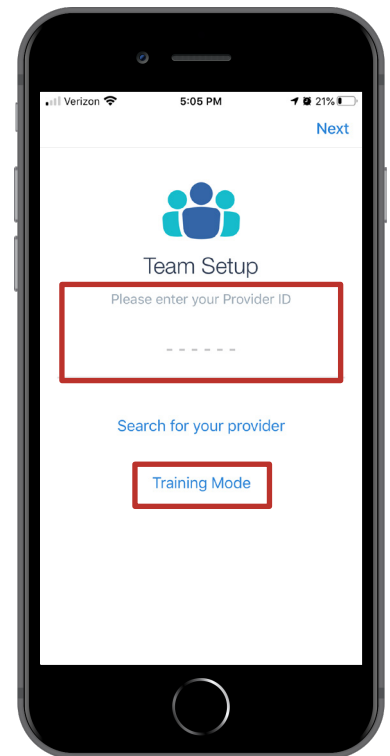 Verizon 5:05 PM 21%
Next
Team Setup
Please enter your Provider ID
- - - - - -
Search for your provider
Training Mode